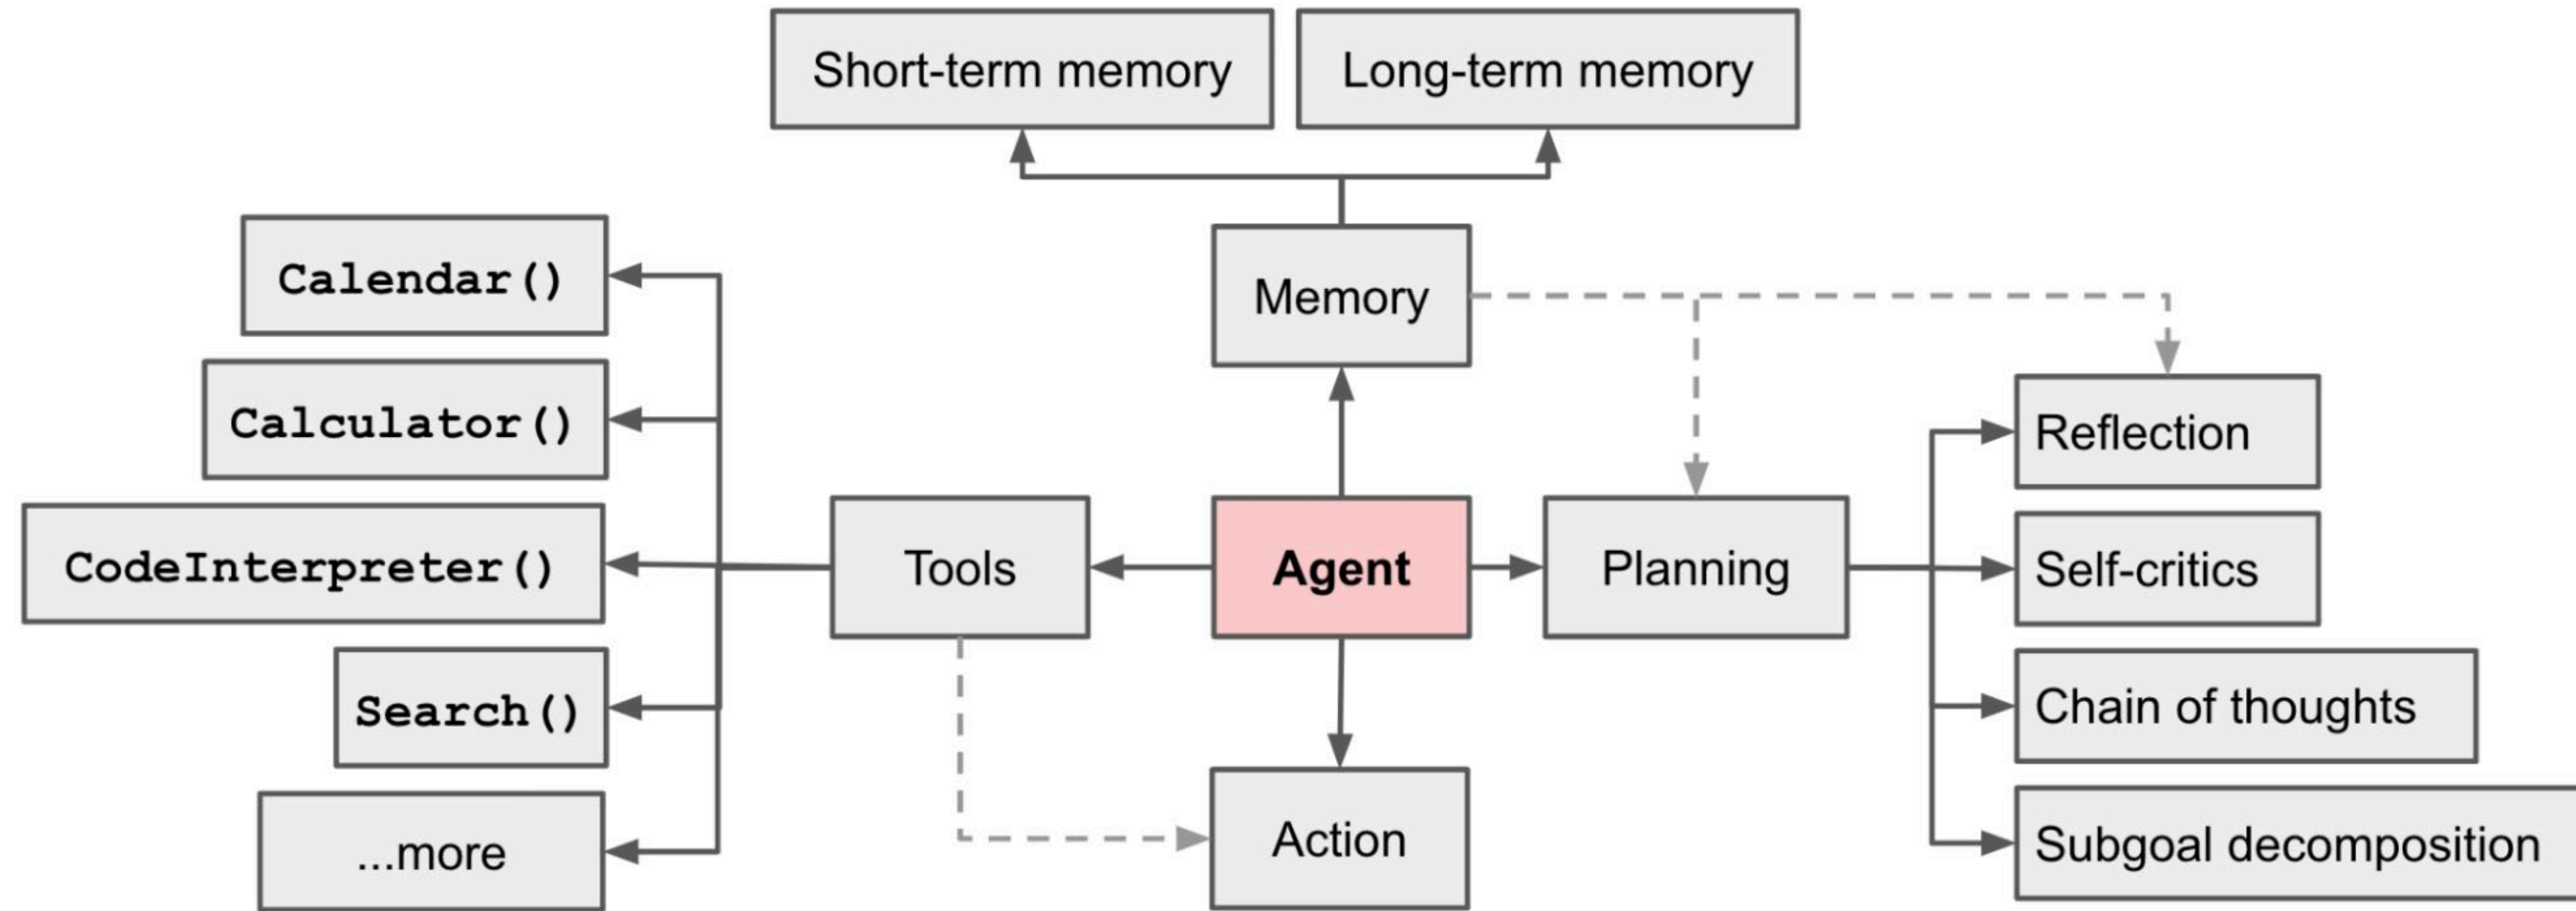 Short-term memory
Long-term memory
Calendar()
Memory
Calculator()
Reflection
CodeInterpreter()
Tools
Agent
Planning
Self-critics
Search()
Chain of thoughts
...more
Action
Subgoal decomposition